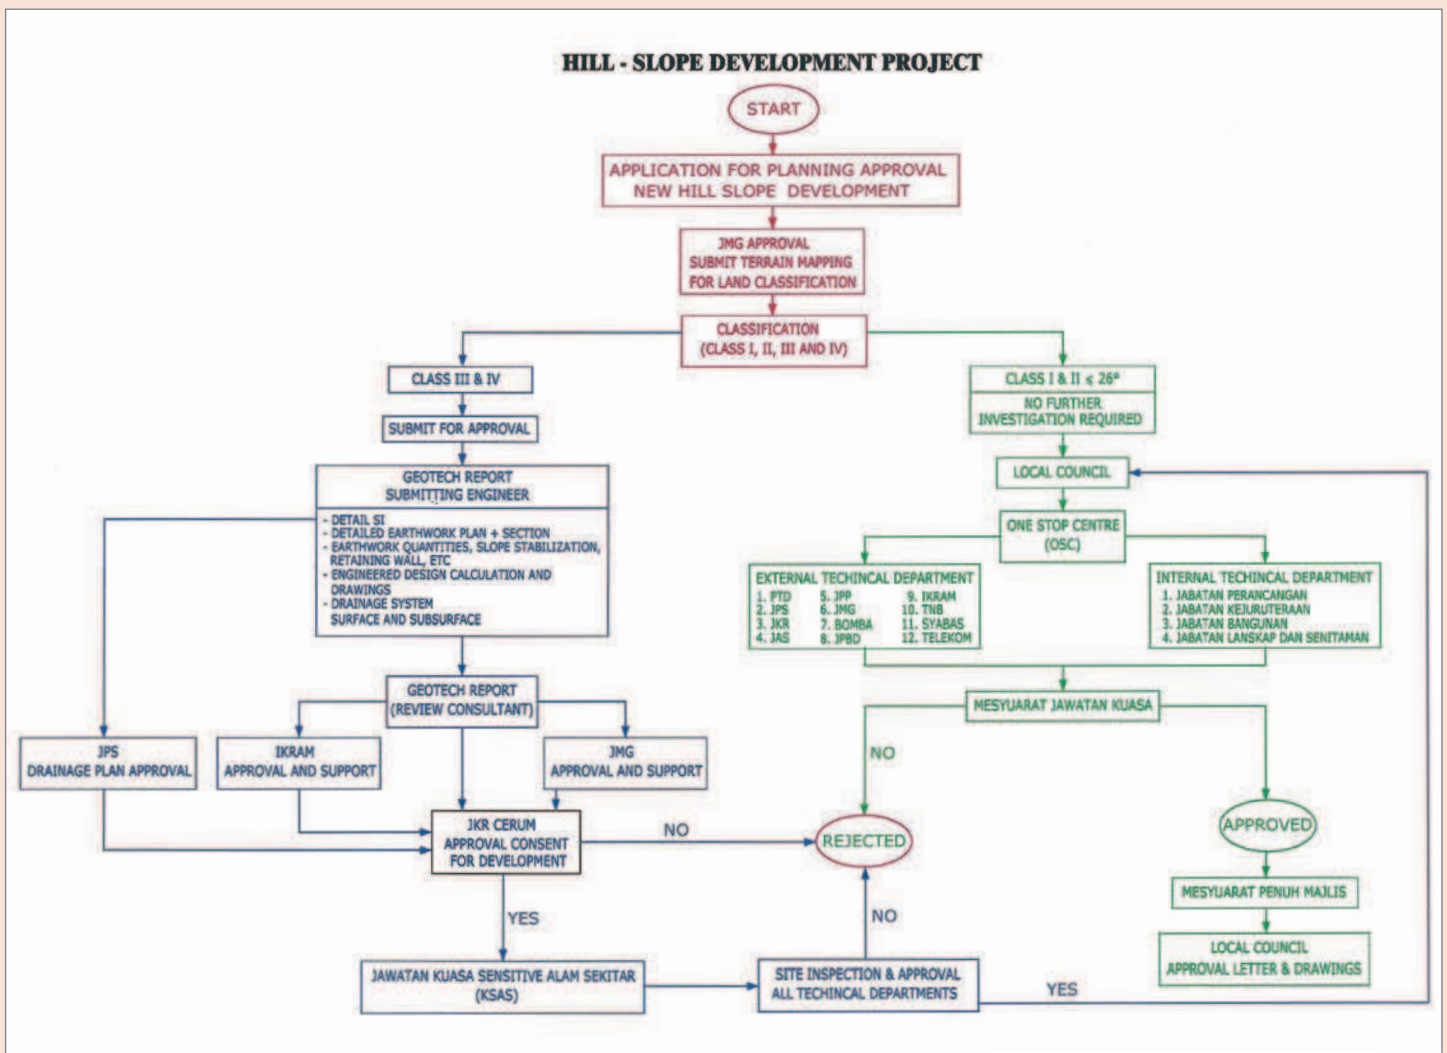 HILL - SLOPE DEVELOPMENT PROJECT
START
APPLICATION FOR PLANNING APPROVAL
NEW HILL SLOPE DEVELOPMENT
JMG APPROVAL
SUBMIT TERRAIN MAPPING
FOR LAND CLASSIFICATION
CLASSIFICATION
(CLASS I, II, III AND IV)
CLASS III & IV
SUBMIT FOR APPROVAL
GEOTECH REPORT
SUBMITTING ENGINEER
- DETAIL SI
- DETAILED EARTHWORK PLAN + SECTION
- EARTHWORK QUANTITIES, SLOPE STABILIZATION,
RETAINING WALL, ETC
- ENGINEERED DESIGN CALCULATION AND
DRAWINGS
- DRAINAGE SYSTEM
SURFACE AND SUBSURFACE
GEOTECH REPORT
(REVIEW CONSULTANT)
JPS
DRAINAGE PLAN APPROVAL
IKRAM
APPROVAL AND SUPPORT
JMG
APPROVAL AND SUPPORT
JKR CERUM
APPROVAL CONSENT
FOR DEVELOPMENT
NO
YES
JAWATAN KUASA SENSITIVE ALAM SEKITAR
(KSAS)
SITE INSPECTION & APPROVAL
ALL TECHINCAL DEPARTMENTS
NO
YES
REJECTED
CLASS I & II ⩽ 26°
NO FURTHER
INVESTIGATION REQUIRED
LOCAL COUNCIL
ONE STOP CENTRE
(OSC)
EXTERNAL TECHINCAL DEPARTMENT
1. PTD 5. JPP 9. IKRAM
2. JPS 6. JMG 10. TNB
3. JKR 7. BOMBA 11. SYABAS
4. JAS 8. JPBD 12. TELEKOM
INTERNAL TECHINCAL DEPARTMENT
1. JABATAN PERANCANGAN
2. JABATAN KEJURUTERAAN
3. JABATAN BANGUNAN
4. JABATAN LANSKAP DAN SENITAMAN
MESYUARAT JAWATAN KUASA
NO
APPROVED
MESYUARAT PENUH MAJLIS
LOCAL COUNCIL
APPROVAL LETTER & DRAWINGS